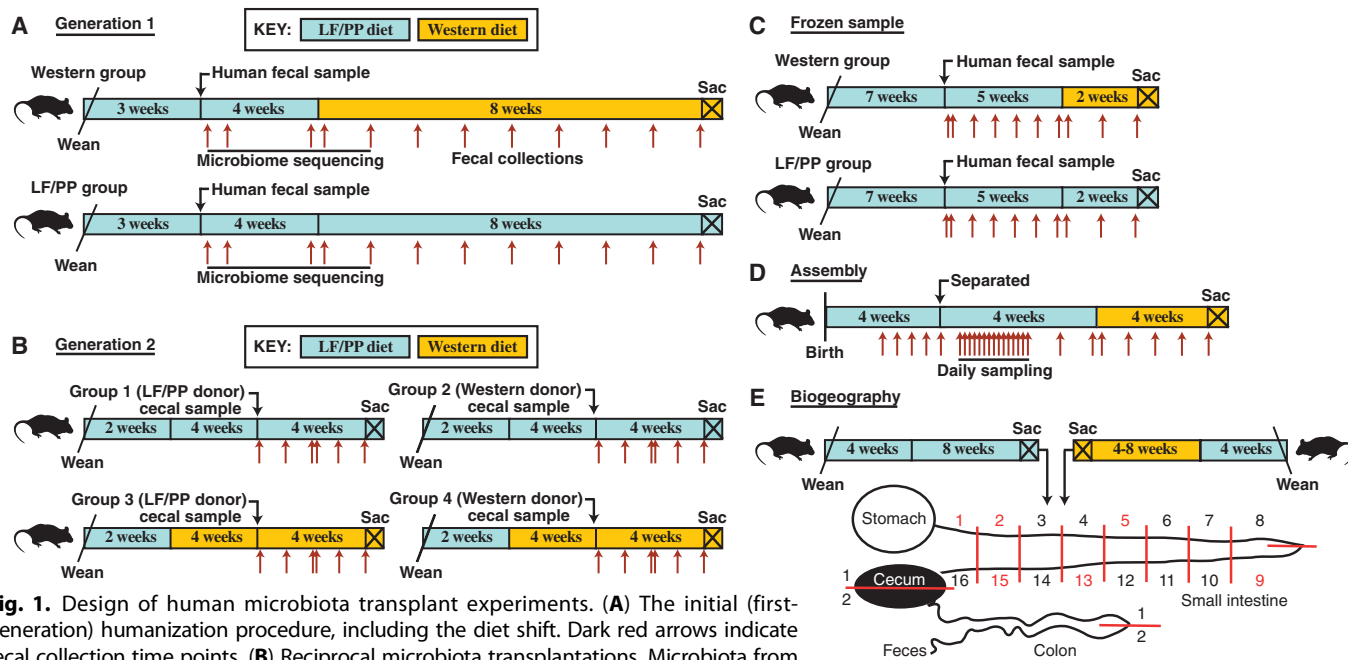 A Generation 1
KEY: LF/PP diet Western diet
Western group
Human fecal sample
3 weeks 4 weeks 8 weeks
Sac
Wean
Microbiome sequencing
Fecal collections
LF/PP group
Human fecal sample
3 weeks 4 weeks 8 weeks
Sac
Wean
Microbiome sequencing
B Generation 2
KEY: LF/PP diet Western diet
Group 1 (LF/PP donor)
cecal sample
Sac
2 weeks 4 weeks 4 weeks
Wean
Group 2 (Western donor)
cecal sample
Sac
2 weeks 4 weeks 4 weeks
Wean
Group 3 (LF/PP donor)
cecal sample
Sac
2 weeks 4 weeks 4 weeks
Wean
Group 4 (Western donor)
cecal sample
Sac
2 weeks 4 weeks 4 weeks
Wean
ig. 1. Design of human microbiota transplant experiments. (A) The initial (first-
eneration) humanization procedure, including the diet shift. Dark red arrows indicate
ecal collection time points. (B) Reciprocal microbiota transplantations. Microbiota from
C Frozen sample
Western group
Human fecal sample
Sac
7 weeks 5 weeks 2 weeks
Wean
LF/PP group
Human fecal sample
Sac
7 weeks 5 weeks 2 weeks
Wean
D Assembly
Separated
Sac
4 weeks 4 weeks 4 weeks
Birth
Daily sampling
E Biogeography
Sac Sac
4 weeks 8 weeks 4-8 weeks 4 weeks
Wean Wean
Stomach
1 2 3 4 5 6 7 8
Cecum
1
2
16 15 14 13 12 11 10 9
Small intestine
1
2
Feces Colon